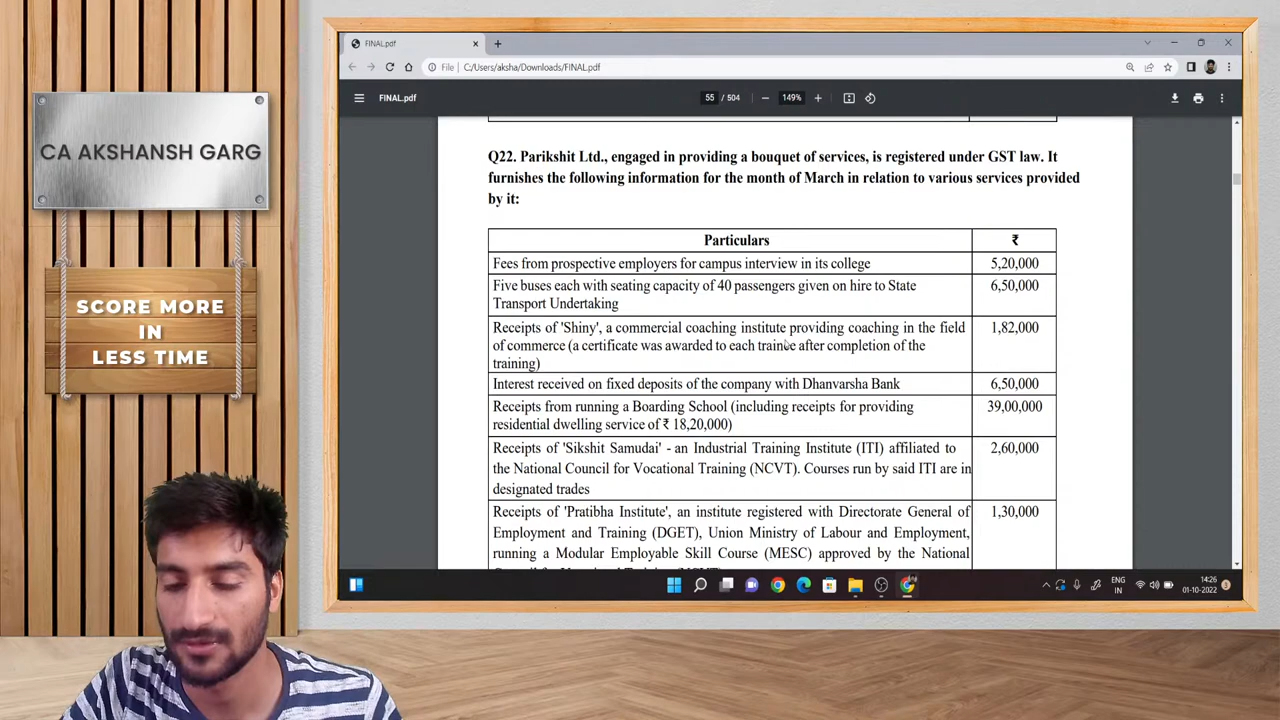 CA AKSHANSH GARG
SCORE MORE
IN
LESS TIME
FINAL.pdf
File C:/Users/aksha/Downloads/FINAL.pdf
FINAL.pdf
55 / 504
149%
Q22. Parikshit Ltd., engaged in providing a bouquet of services, is registered under GST law. It
furnishes the following information for the month of March in relation to various services provided
by it:
Particulars ₹
Fees from prospective employers for campus interview in its college 5,20,000
Five buses each with seating capacity of 40 passengers given on hire to State 6,50,000
Transport Undertaking
Receipts of 'Shiny', a commercial coaching institute providing coaching in the field 1,82,000
of commerce (a certificate was awarded to each trainee after completion of the
training)
Interest received on fixed deposits of the company with Dhanvarsha Bank 6,50,000
Receipts from running a Boarding School (including receipts for providing 39,00,000
residential dwelling service of ₹ 18,20,000)
Receipts of 'Sikshit Samudai' - an Industrial Training Institute (ITI) affiliated to 2,60,000
the National Council for Vocational Training (NCVT). Courses run by said ITI are in
designated trades
Receipts of 'Pratibha Institute', an institute registered with Directorate General of 1,30,000
Employment and Training (DGET), Union Ministry of Labour and Employment,
running a Modular Employable Skill Course (MESC) approved by the National
ENG
IN
14:26
01-10-2022